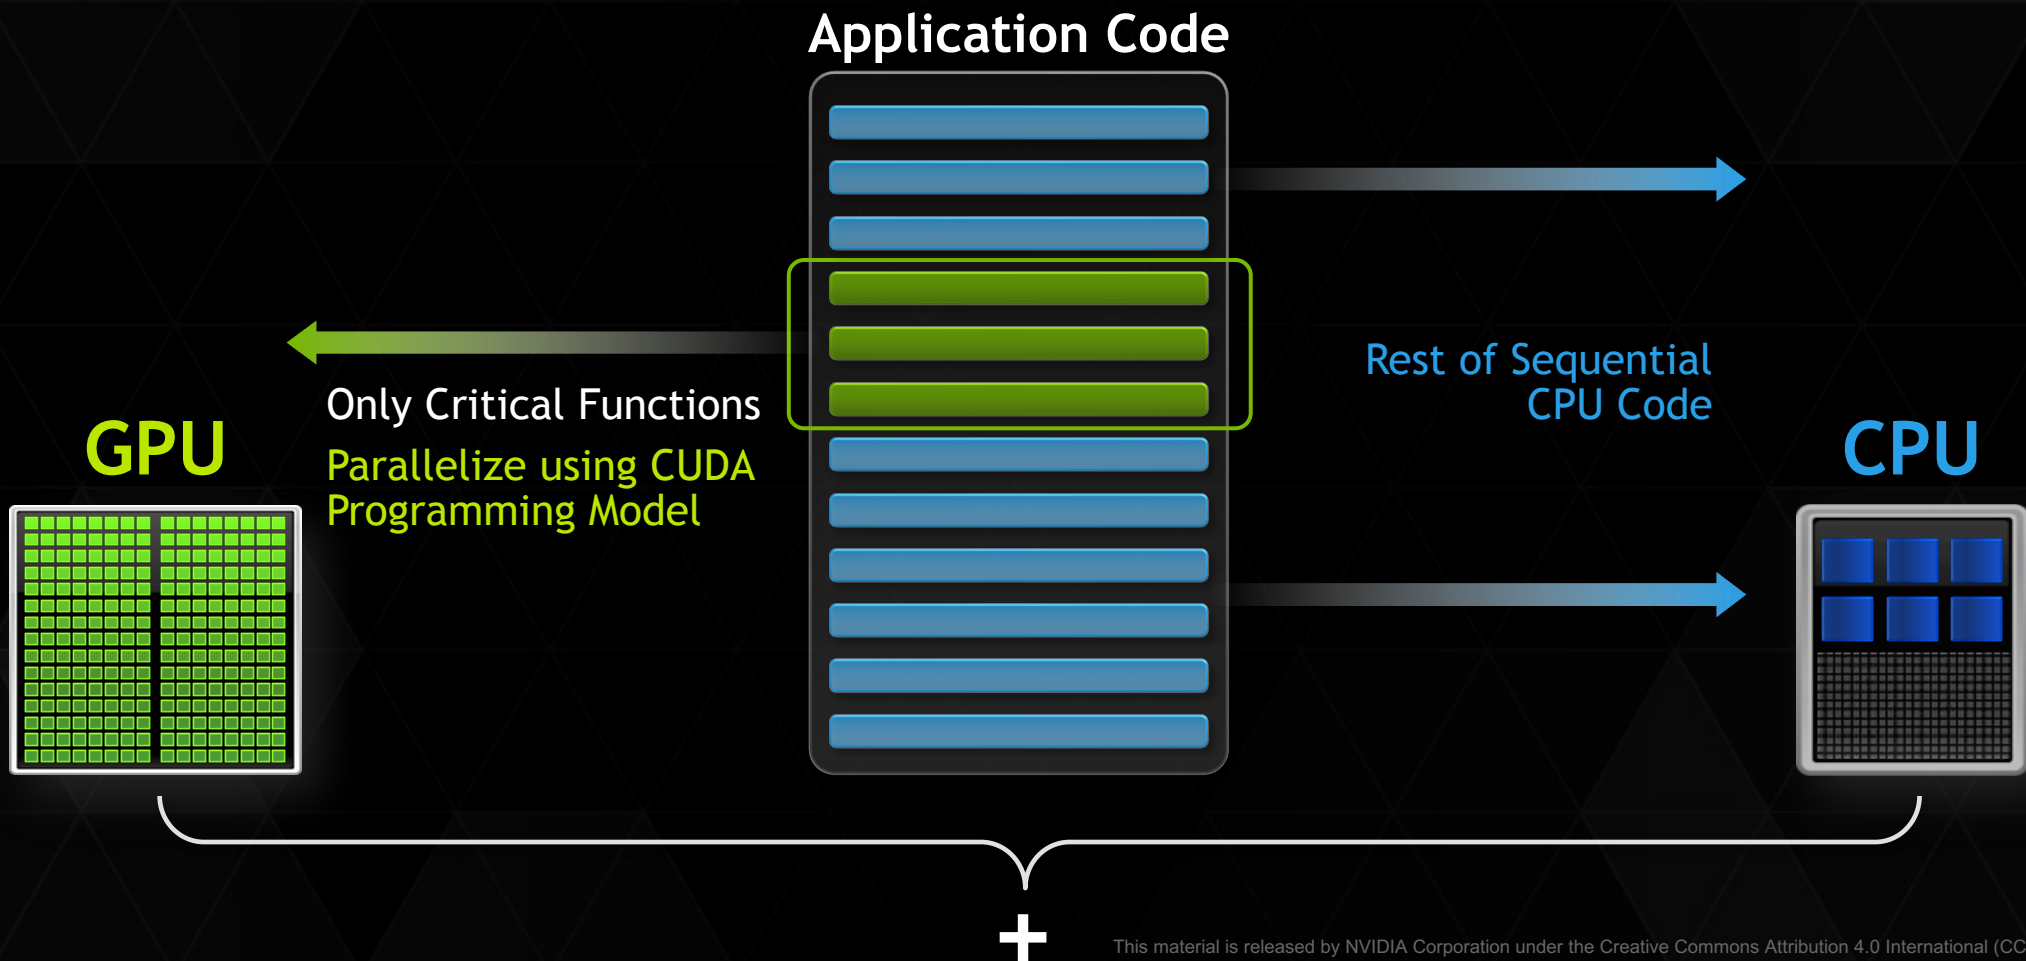 Application Code
Only Critical Functions
Parallelize using CUDA
Programming Model
GPU
Rest of Sequential
CPU Code
CPU
+
This material is released by NVIDIA Corporation under the Creative Commons Attribution 4.0 International (CC